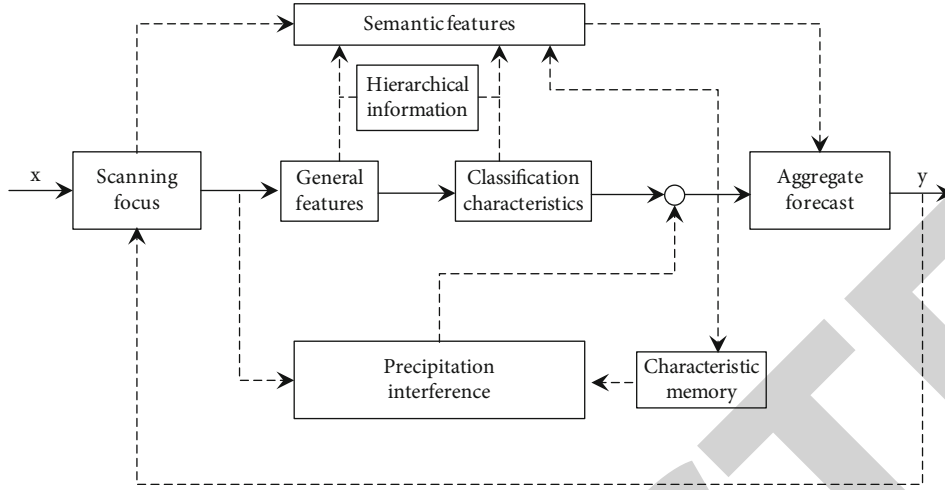 Semantic features
Hierarchical
information
x
Scanning
focus
General
features
Classification
characteristics
Aggregate
forecast
y
Precipitation
interference
Characteristic
memory